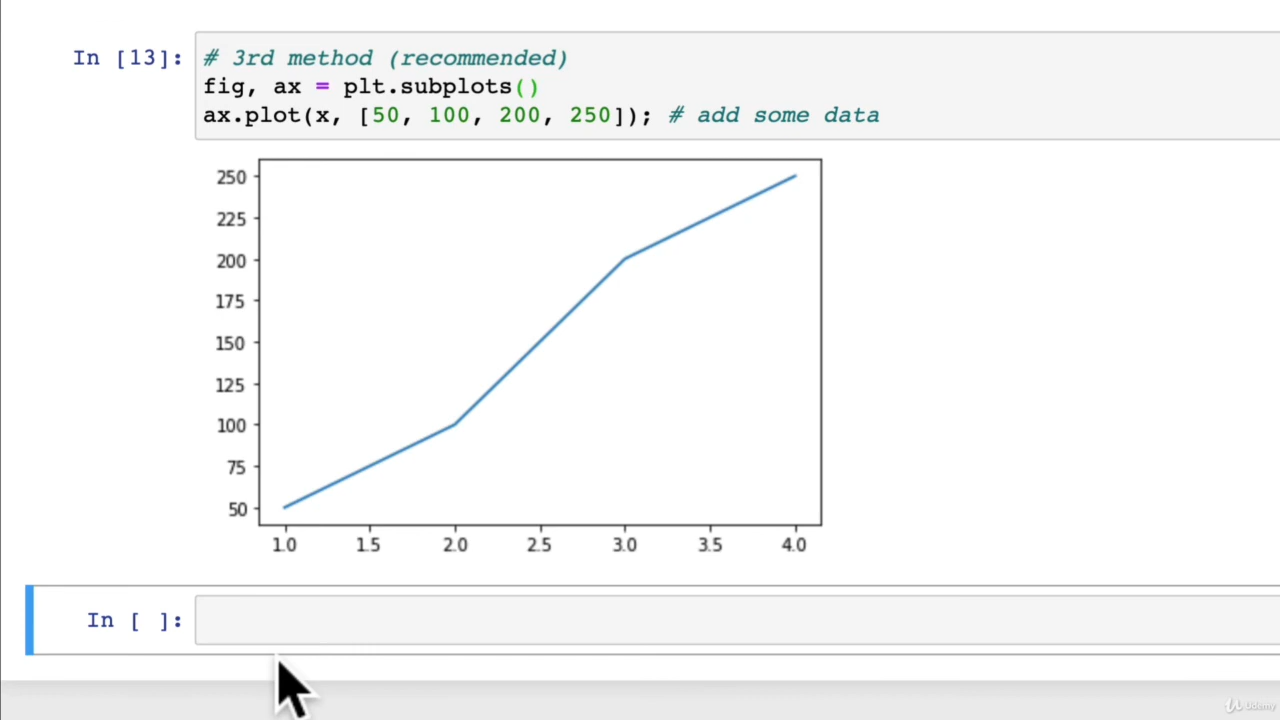 In [13]:
# 3rd method (recommended)
fig, ax = plt.subplots()
ax.plot(x, [50, 100, 200, 250]); # add some data
250
225
200
175
150
125
100
75
50
1.0 1.5 2.0 2.5 3.0 3.5 4.0
In [ ]:
Udemy